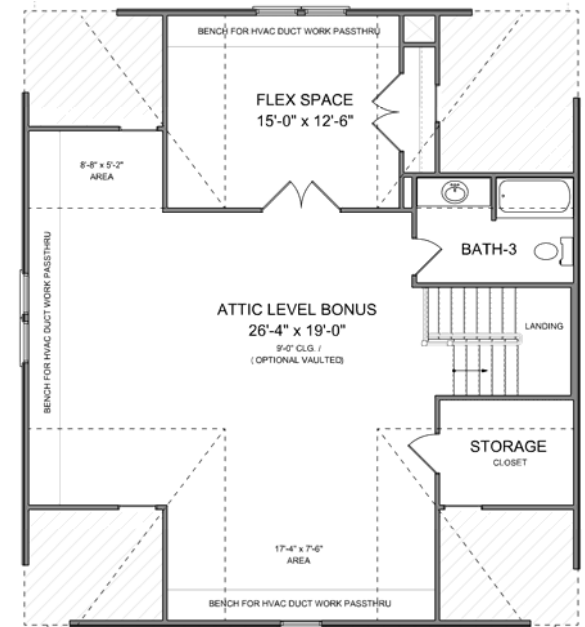 BENCH FOR HVAC DUCT WORK PASSTHRU
FLEX SPACE
15'-0" x 12'-6"
8'-8" x 5'-2"
AREA
BATH-3
BENCH FOR HVAC DUCT WORK PASSTHRU
ATTIC LEVEL BONUS
26'-4" x 19'-0"
9'-0" CLG. /
( OPTIONAL VAULTED)
LANDING
STORAGE
CLOSET
17'-4" x 7'-6"
AREA
BENCH FOR HVAC DUCT WORK PASSTHRU